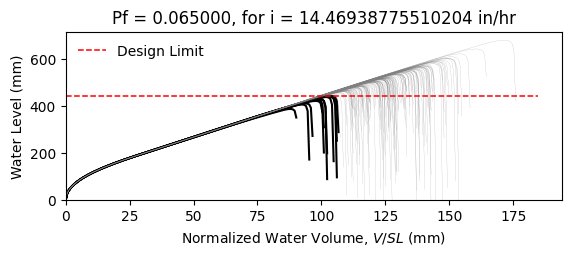 Pf = 0.065000, for i = 14.46938775510204 in/hr
Water Level (mm)
600
400
200
0
Design Limit
0 25 50 75 100 125 150 175
Normalized Water Volume, V/SL (mm)